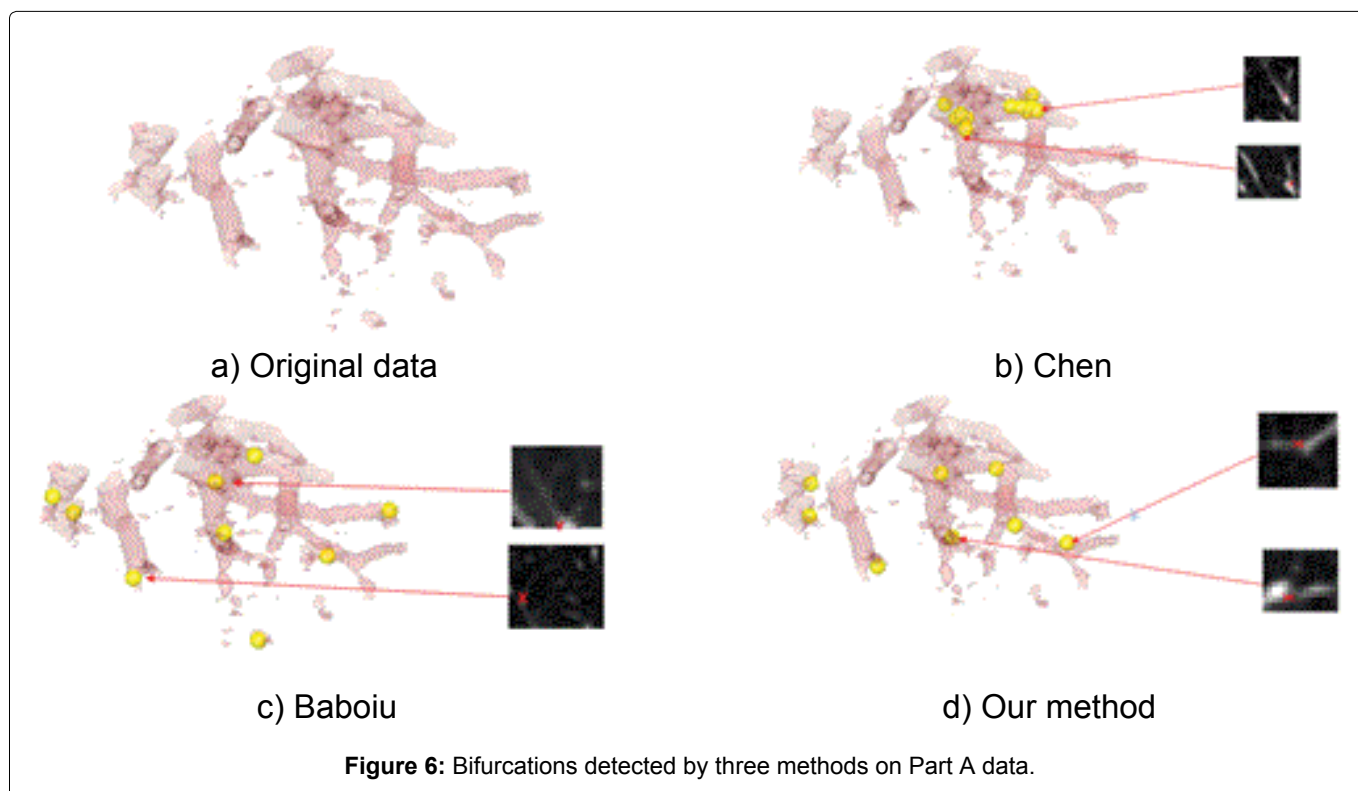 a) Original data
b) Chen
c) Baboiu
d) Our method
Figure 6: Bifurcations detected by three methods on Part A data.